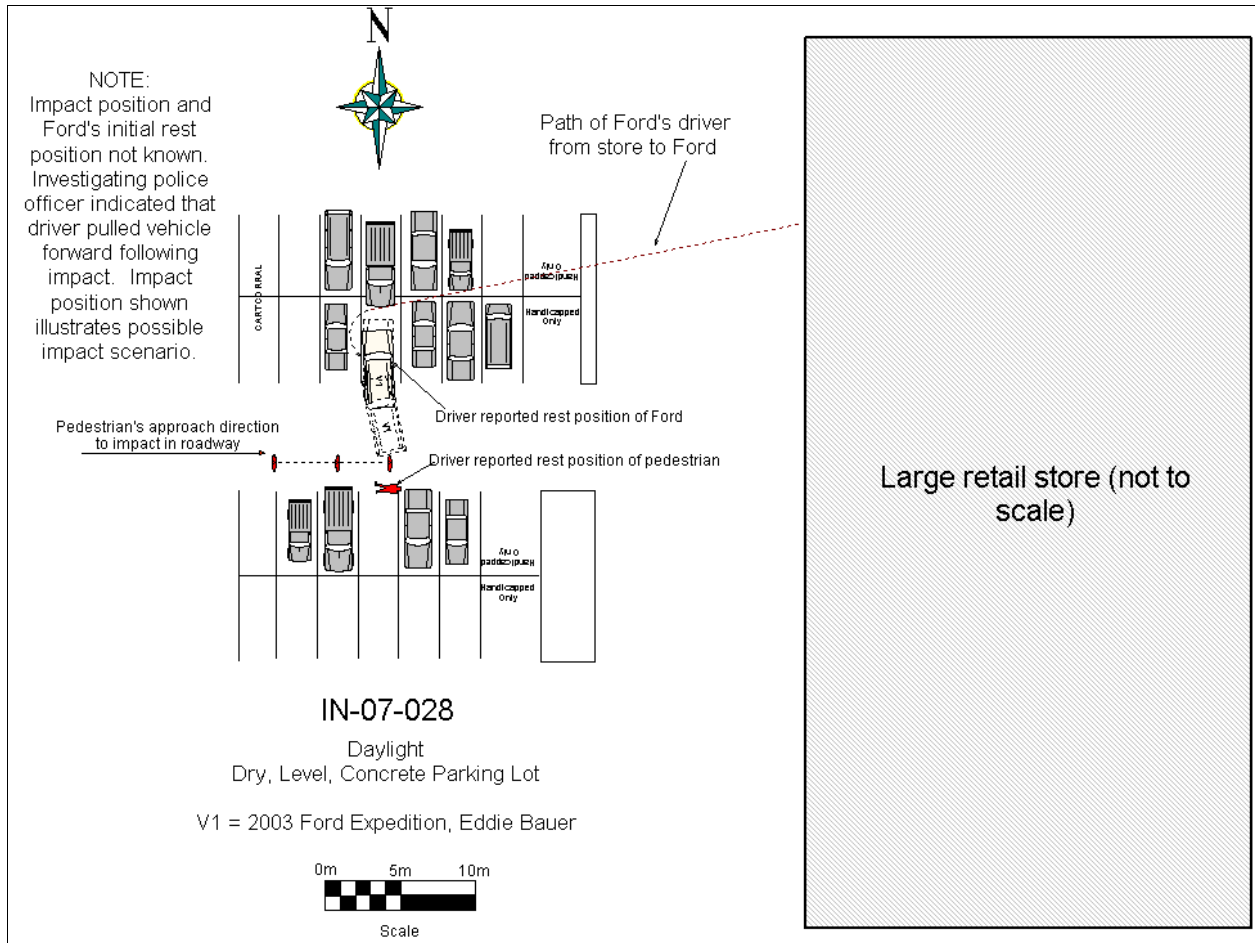 N
NOTE:
Impact position and
Ford's initial rest
position not known.
Investigating police
officer indicated that
driver pulled vehicle
forward following
impact. Impact
position shown
illustrates possible
impact scenario.
Path of Ford's driver
from store to Ford
CARTCO RRAL
Handicapped
Only
Handicapped
Only
V1
V1
Driver reported rest position of Ford
Pedestrian's approach direction
to impact in roadway
Driver reported rest position of pedestrian
Large retail store (not to
scale)
Handicapped
Only
Handicapped
Only
IN-07-028
Daylight
Dry, Level, Concrete Parking Lot
V1 = 2003 Ford Expedition, Eddie Bauer
0m 5m 10m
Scale